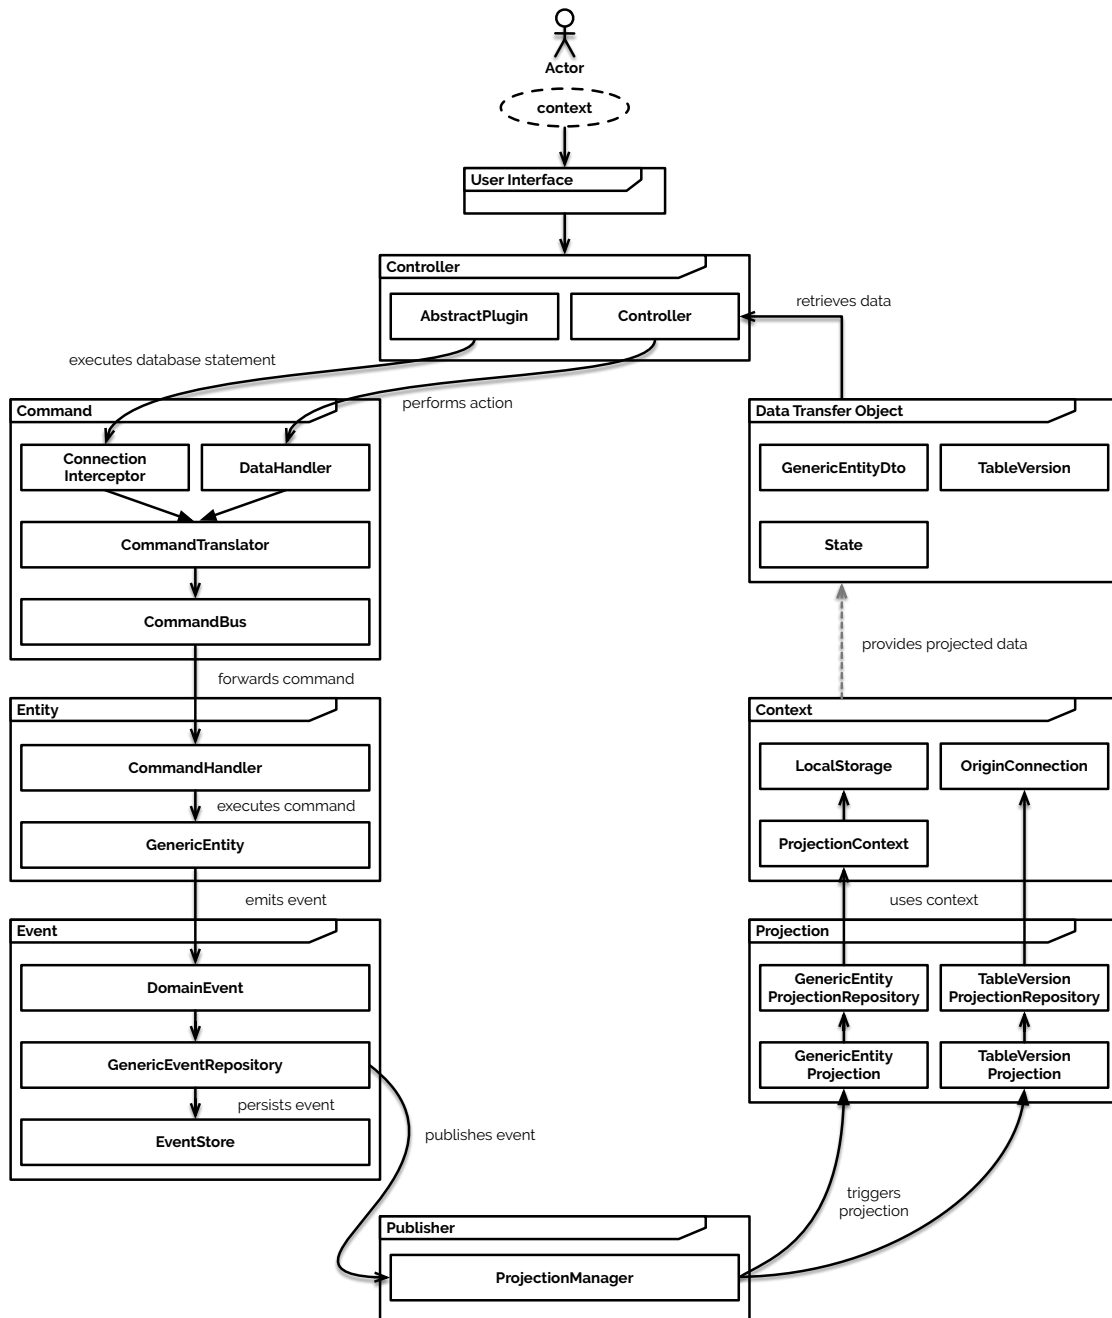 Actor
context
User Interface
Controller
AbstractPlugin
Controller
retrieves data
executes database statement
performs action
Command
Connection
Interceptor
DataHandler
CommandTranslator
CommandBus
Data Transfer Object
GenericEntityDto
TableVersion
State
provides projected data
forwards command
Entity
CommandHandler
executes command
GenericEntity
Context
LocalStorage
OriginConnection
ProjectionContext
emits event
uses context
Event
DomainEvent
GenericEventRepository
persists event
EventStore
publishes event
Projection
GenericEntity
ProjectionRepository
TableVersion
ProjectionRepository
GenericEntity
Projection
TableVersion
Projection
triggers
projection
Publisher
ProjectionManager